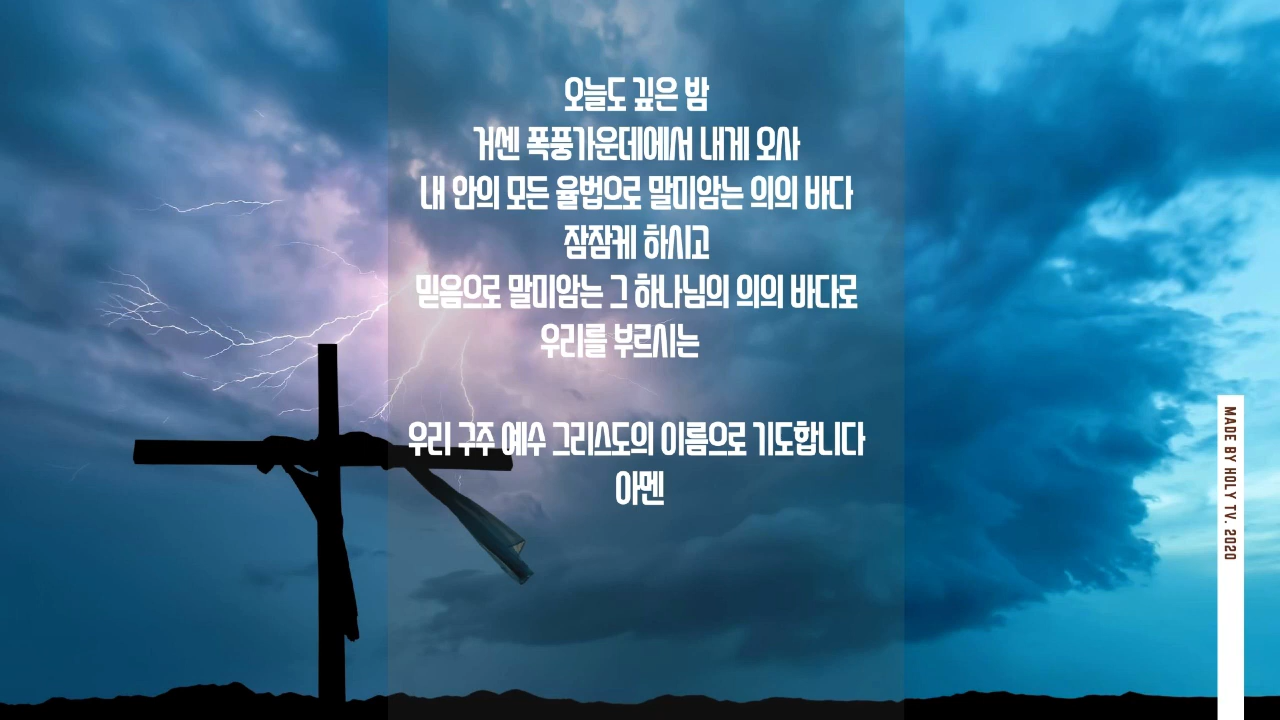 오늘도 깊은 밤
거센 폭풍가운데에서 내게 오사
내 안의 모든 율법으로 말미암는 의의 바다
잠잠케 하시고
믿음으로 말미암는 그 하나님의 의의 바다로
우리를 부르시는
우리 구주 예수 그리스도의 이름으로 기도합니다
아멘
MADE BY HOLY TV. 2020